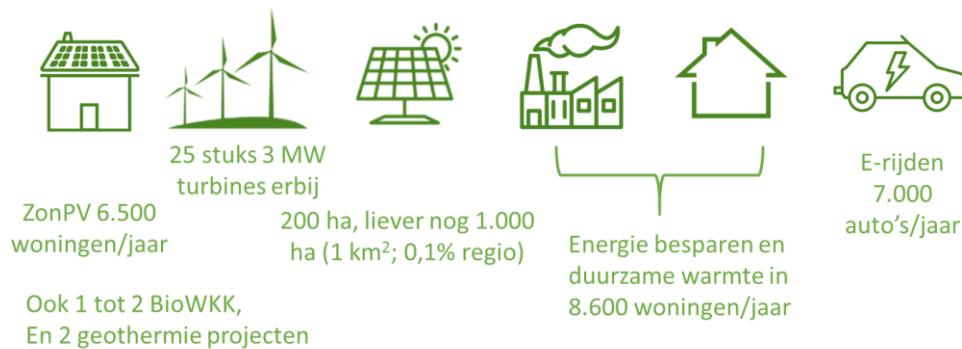 ZonPV 6.500
woningen/jaar
25 stuks 3 MW
turbines erbij
200 ha, liever nog 1.000
ha (1 km²; 0,1% regio)
Energie besparen en
duurzame warmte in
8.600 woningen/jaar
E-rijden
7.000
auto's/jaar
Ook 1 tot 2 BioWKK,
En 2 geothermie projecten